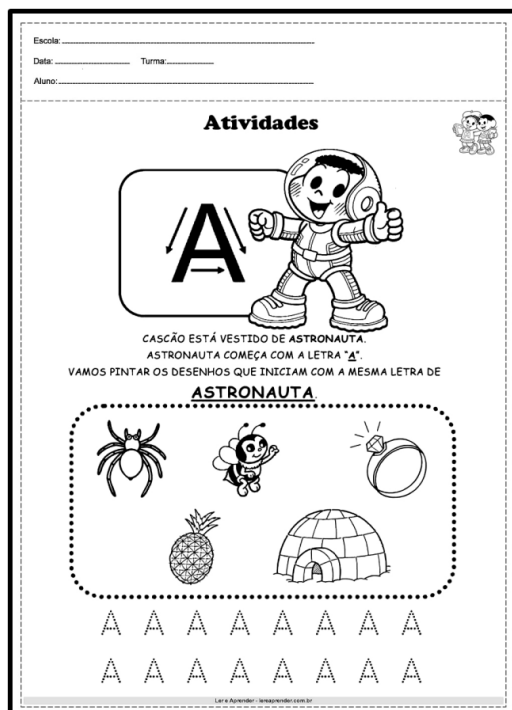 Escola:
Data: Turma:
Aluno:
Atividades
A
CASCÃO ESTÁ VESTIDO DE ASTRONAUTA.
ASTRONAUTA COMEÇA COM A LETRA "A".
VAMOS PINTAR OS DESENHOS QUE INICIAM COM A MESMA LETRA DE
ASTRONAUTA.
A A A A A A A A
A A A A A A A A
Ler e Aprender - lereaprender.com.br